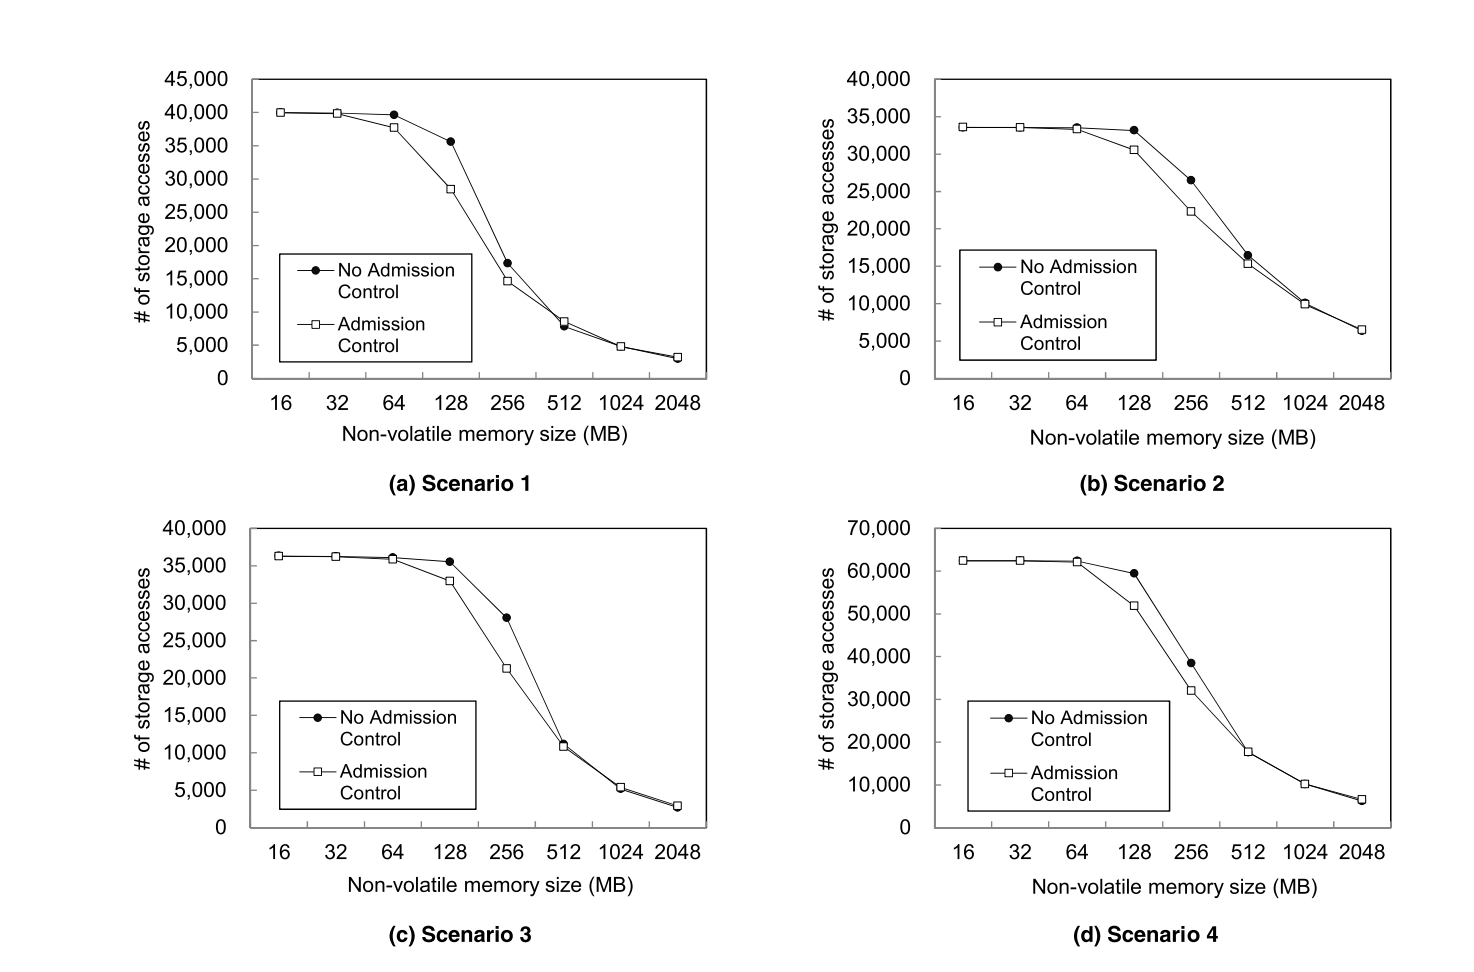 45,000
40,000
35,000
30,000
25,000
20,000
15,000
10,000
5,000
0
# of storage accesses
No Admission
Control
Admission
Control
16 32 64 128 256 512 1024 2048
Non-volatile memory size (MB)
(a) Scenario 1
40,000
35,000
30,000
25,000
20,000
15,000
10,000
5,000
0
# of storage accesses
No Admission
Control
Admission
Control
16 32 64 128 256 512 1024 2048
Non-volatile memory size (MB)
(b) Scenario 2
40,000
35,000
30,000
25,000
20,000
15,000
10,000
5,000
0
# of storage accesses
No Admission
Control
Admission
Control
16 32 64 128 256 512 1024 2048
Non-volatile memory size (MB)
(c) Scenario 3
70,000
60,000
50,000
40,000
30,000
20,000
10,000
0
# of storage accesses
No Admission
Control
Admission
Control
16 32 64 128 256 512 1024 2048
Non-volatile memory size (MB)
(d) Scenario 4